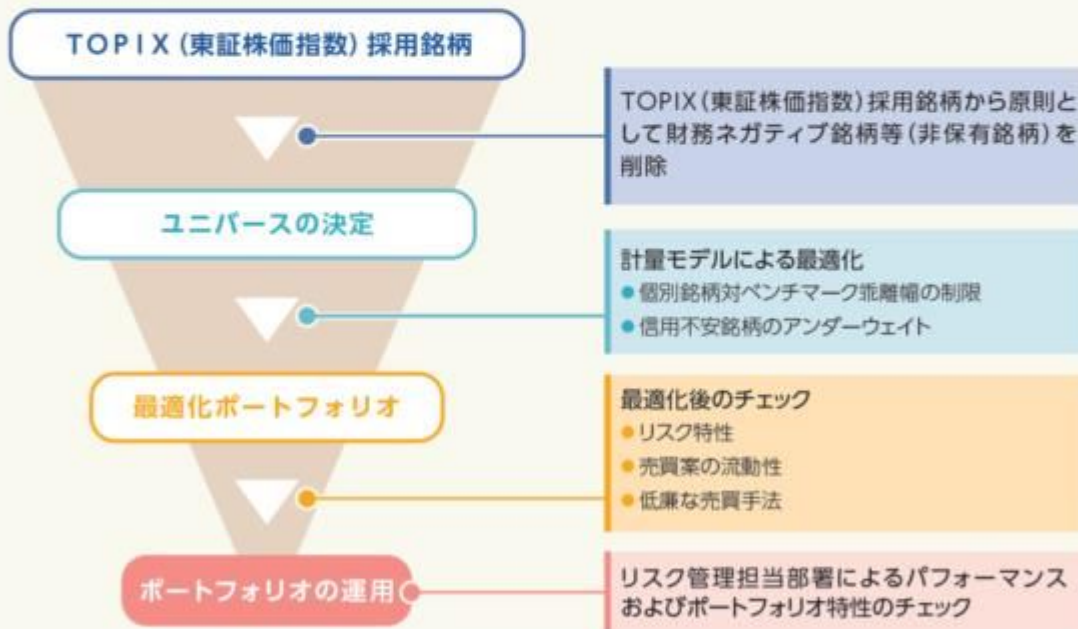 TOPIX(東証株価指数)採用銘柄
TOPIX(東証株価指数)採用銘柄から原則と
して財務ネガティブ銘柄等(非保有銘柄)を
削除
ユニバースの決定
計量モデルによる最適化
●個別銘柄対ベンチマーク乖離幅の制限
●信用不安銘柄のアンダーウェイト
最適化ポートフォリオ
最適化後のチェック
●リスク特性
●売買案の流動性
●低廉な売買手法
ポートフォリオの運用
リスク管理担当部署によるパフォーマンス
およびポートフォリオ特性のチェック